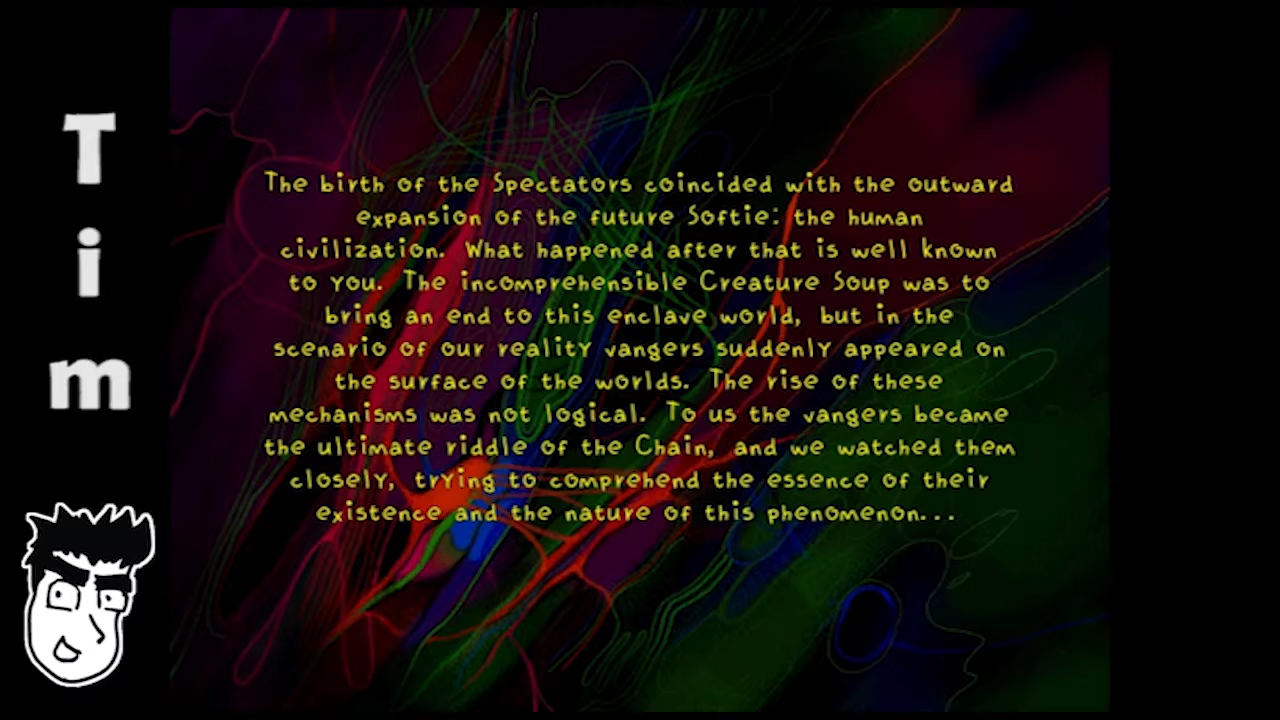 Tim
The birth of the Spectators coincided with the outward
expansion of the future Softie: the human
civilization. What happened after that is well known
to you. The incomprehensible Creature Soup was to
bring an end to this enclave world, but in the
scenario of our reality vangers suddenly appeared on
the surface of the worlds. The rise of these
mechanisms was not logical. To us the vangers became
the ultimate riddle of the Chain, and we watched them
closely, trying to comprehend the essence of their
existence and the nature of this phenomenon...